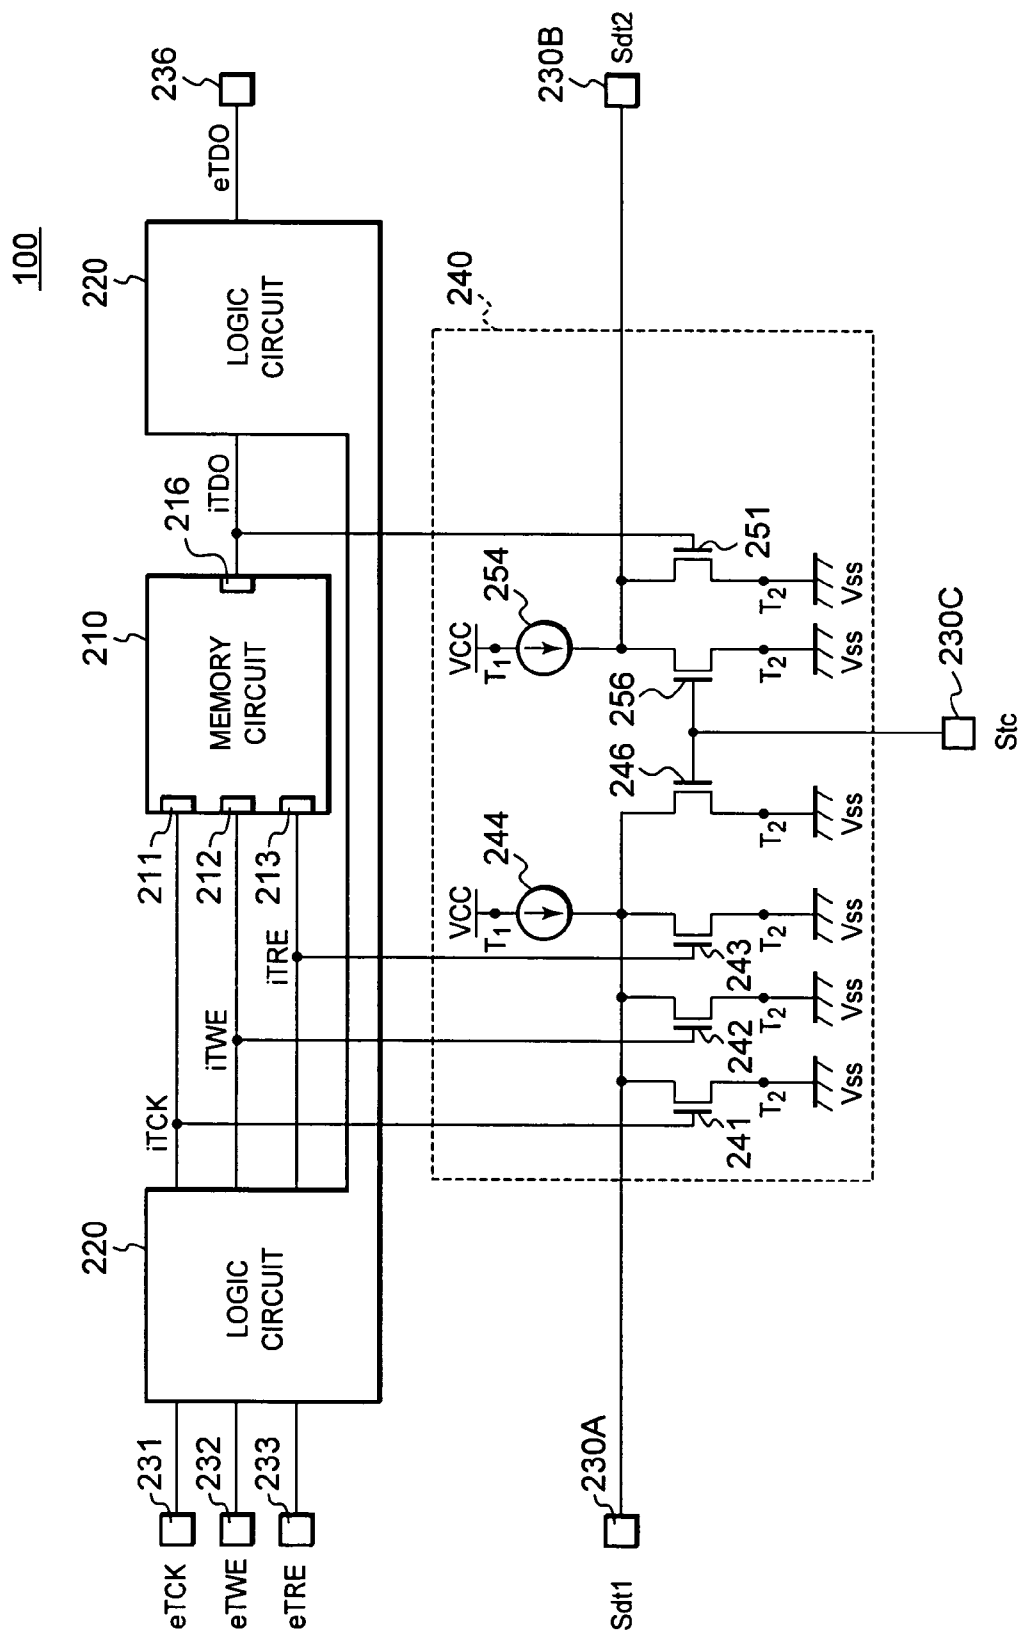 100
236
eTDO
220
LOGIC
CIRCUIT
iTDO
216
210
MEMORY
CIRCUIT
211
212
213
iTCK
iTWE
iTRE
220
LOGIC
CIRCUIT
231
232
233
eTCK
eTWE
eTRE
240
230A
Sdt1
230B
Sdt2
VCC
T1
244
VCC
T1
254
241
242
243
246
256
251
T2
T2
T2
T2
T2
T2
Vss
Vss
Vss
Vss
Vss
Vss
230C
Stc